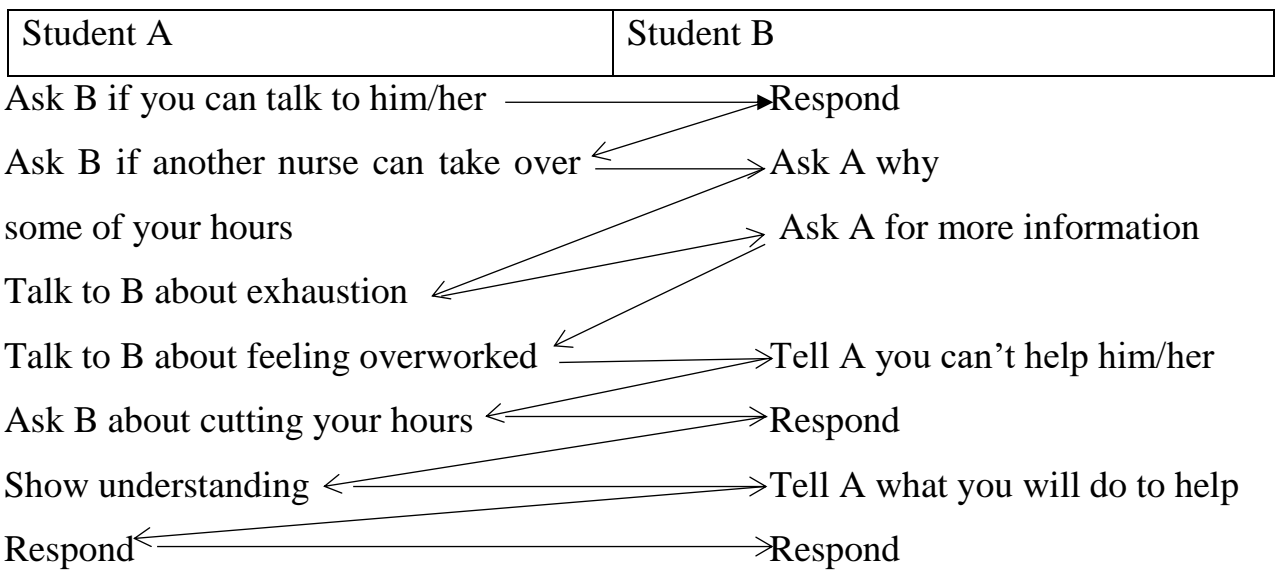 Student A Student B
Ask B if you can talk to him/her Respond
Ask B if another nurse can take over Ask A why
some of your hours Ask A for more information
Talk to B about exhaustion
Talk to B about feeling overworked Tell A you can’t help him/her
Ask B about cutting your hours Respond
Show understanding Tell A what you will do to help
Respond Respond